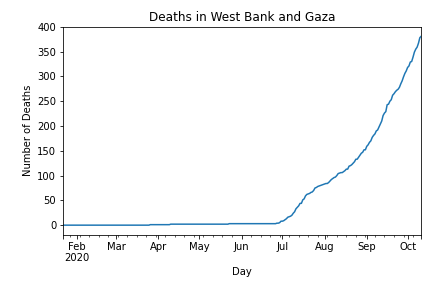 Deaths in West Bank and Gaza
400
350
300
250
200
150
100
50
0
Number of Deaths
Feb Mar Apr May Jun Jul Aug Sep Oct
2020
Day